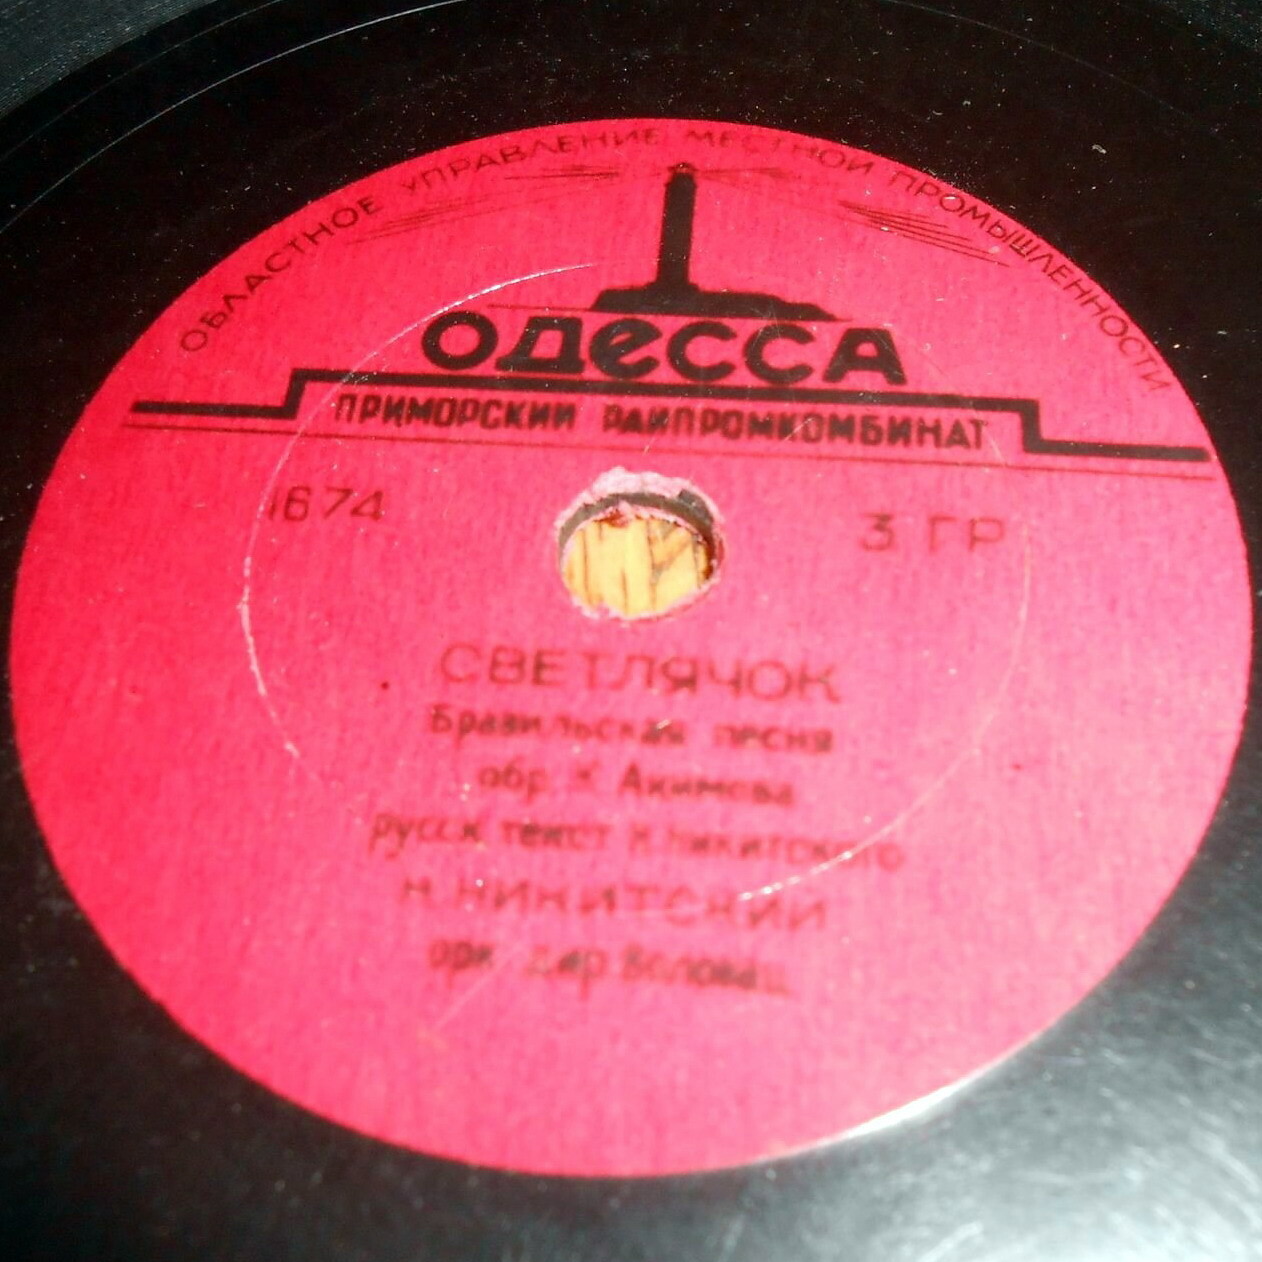 ОБЛАСТНОЕ УПРАВЛЕНИЕ МЕСТНОЙ ПРОМЫШЛЕННОСТИ
ОДеССА
ПРИМОРСКИЙ РАЙПРОМКОМБИНАТ
1674
3 ГР
СВЕТЛЯЧОК
Бразильская песня
обр К Акимова
русск текст Н Никитского
Н НИКИТСКИЙ
орк дир